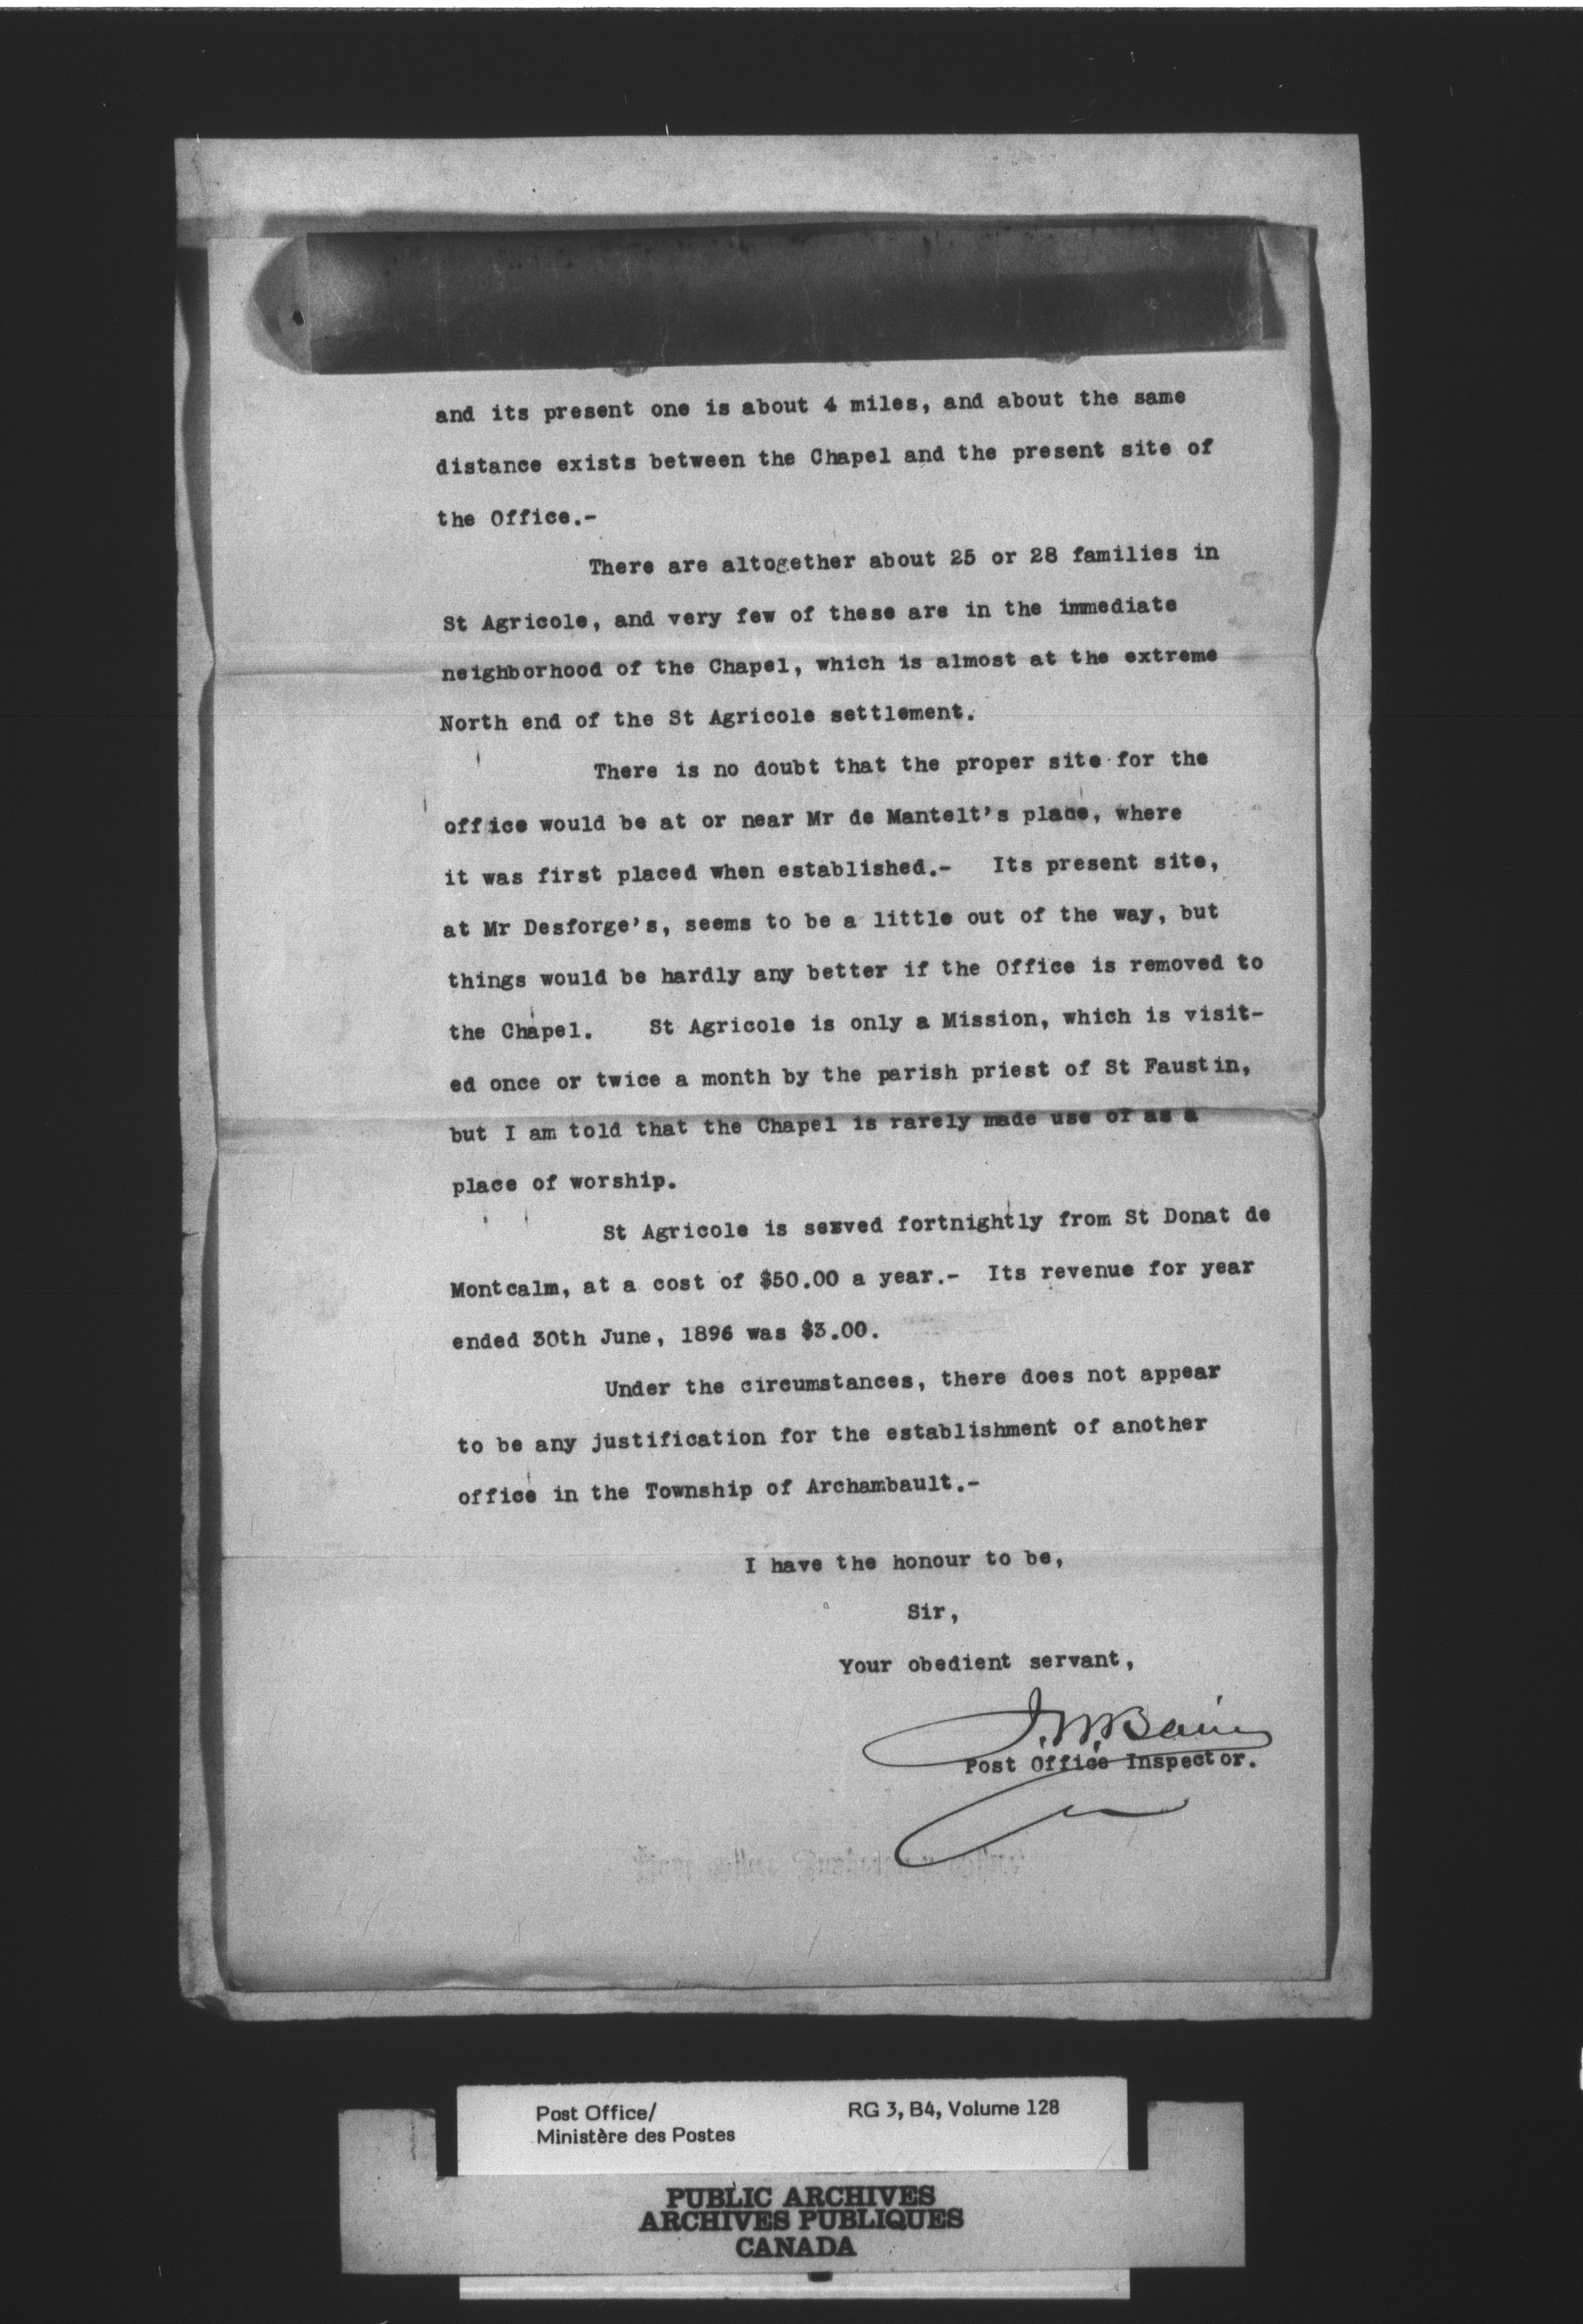 and its present one is about 4 miles, and about the same
distance exists between the Chapel and the present site of
the Office.-
There are altogether about 25 or 28 families in
St Agricole, and very few of these are in the immediate
neighborhood of the Chapel, which is almost at the extreme
North end of the St Agricole settlement.
There is no doubt that the proper site for the
office would be at or near Mr de Mantelt's place, where
it was first placed when established.- Its present site,
at Mr Desforge's, seems to be a little out of the way, but
things would be hardly any better if the Office is removed to
the Chapel. St Agricole is only a Mission, which is visit-
ed once or twice a month by the parish priest of St Faustin,
but I am told that the Chapel is rarely made use of as a
place of worship.
St Agricole is served fortnightly from St Donat de
Montcalm, at a cost of $50.00 a year.- Its revenue for year
ended 30th June, 1896 was $3.00.
Under the circumstances, there does not appear
to be any justification for the establishment of another
office in the Township of Archambault.-
I have the honour to be,
Sir,
Your obedient servant,
J.W. Bain
Post Office Inspector.
Post Office/
Ministère des Postes
RG 3, B4, Volume 128
PUBLIC ARCHIVES
ARCHIVES PUBLIQUES
CANADA